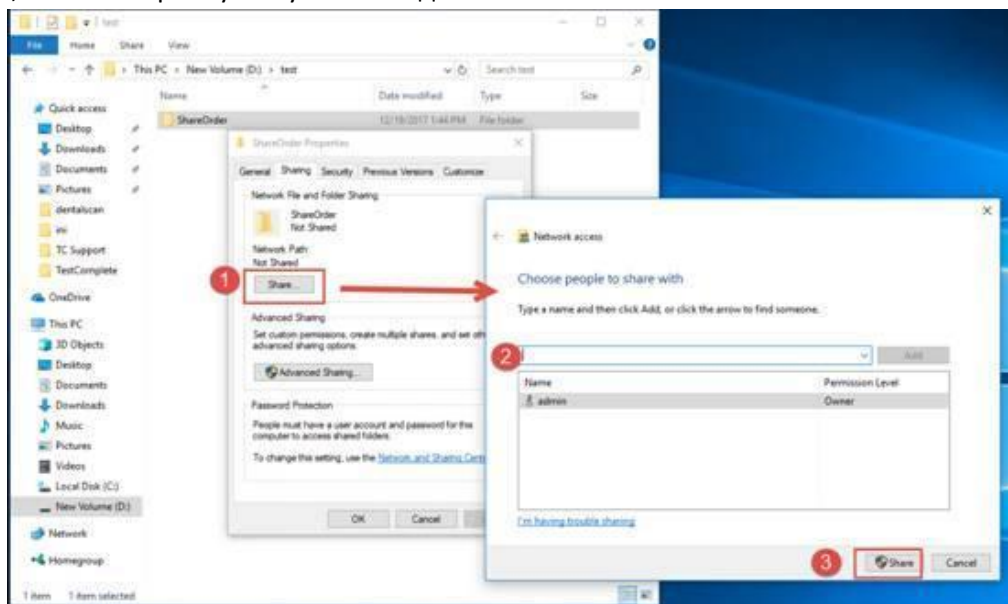 test
File Home Share View
This PC › New Volume (D:) › test
Search test
Name Date modified Type Size
Quick access
Desktop
Downloads
Documents
Pictures
dentalscan
ini
TC Support
TestComplete
OneDrive
This PC
3D Objects
Desktop
Documents
Downloads
Music
Pictures
Videos
Local Disk (C:)
New Volume (D:)
Network
Homegroup
1 item 1 item selected
ShareOrder 12/19/2017 1:44 PM File folder
ShareOrder Properties
General Sharing Security Previous Versions Customize
Network File and Folder Sharing
ShareOrder
Not Shared
Network Path:
Not Shared
1
Share...
Advanced Sharing
Set custom permissions, create multiple shares, and set oth
advanced sharing options.
Advanced Sharing...
Password Protection
People must have a user account and password for this
computer to access shared folders.
To change this setting, use the Network and Sharing Cent
OK Cancel
Network access
Choose people to share with
Type a name and then click Add, or click the arrow to find someone.
2
Add
Name Permission Level
admin Owner
I'm having trouble sharing
3
Share Cancel